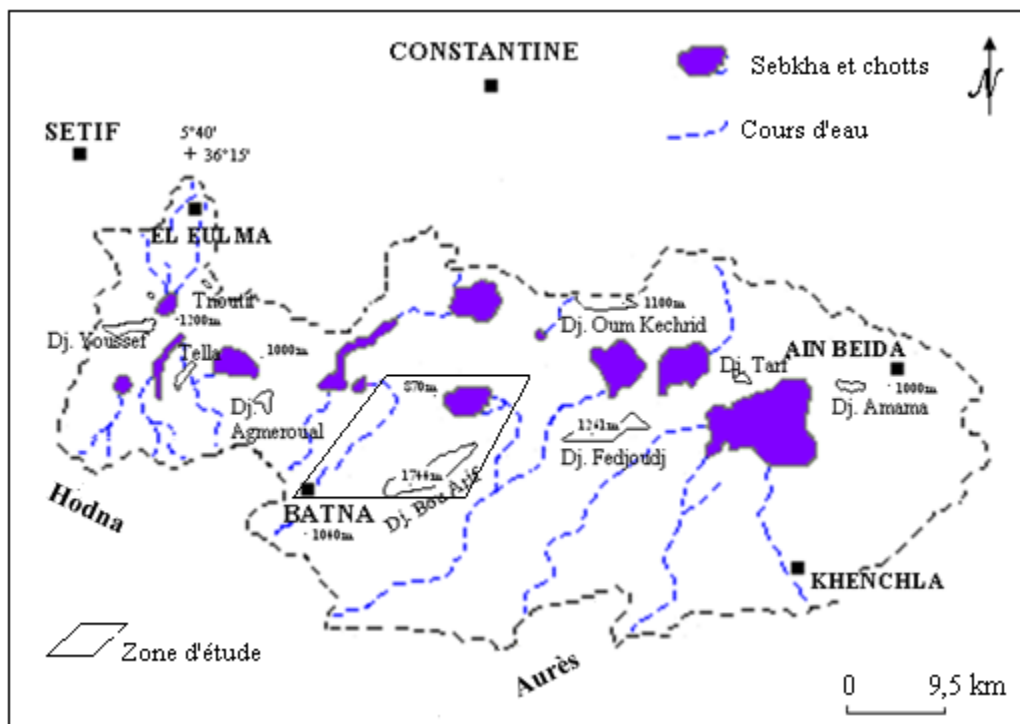 CONSTANTINE
Sebkha et chotts
N
SETIF
5°40'
36°15'
Cours d'eau
EL EULMA
Tnoutit
1200m
Dj. Youssef
Tella
1000m
1100m
Dj. Oum Kechrid
AIN BEIDA
Dj. Tarf
1000m
Dj. Amama
870m
Dj.
Agmeroual
1241m
Dj. Fedjoudj
1744m
Dj. Bou Arif
Hodna
BATNA
1040m
KHENCHLA
Zone d'étude
Aurès
0 9,5 km